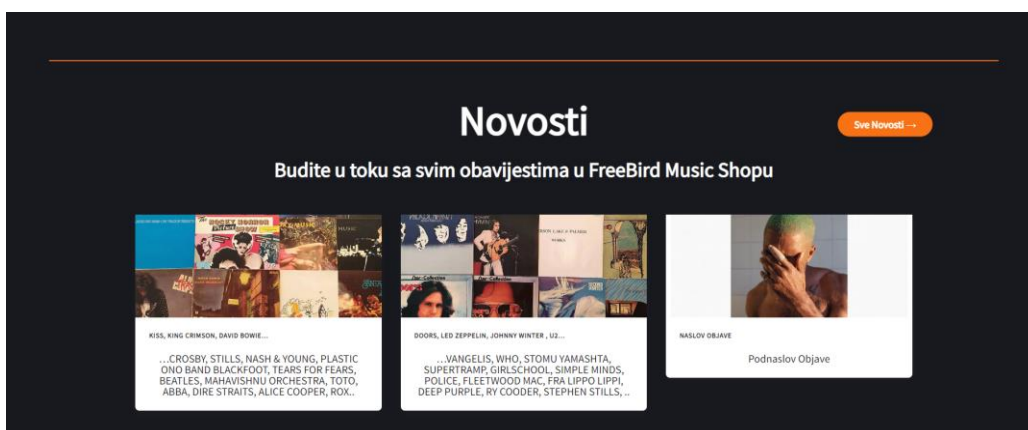 Novosti
Sve Novosti →
Budite u toku sa svim obavijestima u FreeBird Music Shopu
ROCKY HORROR
SHOW
KISS, KING CRIMSON, DAVID BOWIE...
...CROSBY, STILLS, NASH & YOUNG, PLASTIC
ONO BAND BLACKFOOT, TEARS FOR FEARS,
BEATLES, MAHAVISHNU ORCHESTRA, TOTO,
ABBA, DIRE STRAITS, ALICE COOPER, ROX..
DOORS, LED ZEPPELIN, JOHNNY WINTER , U2...
...VANGELIS, WHO, STOMU YAMASHTA,
SUPERTRAMP, GIRLSCHOOL, SIMPLE MINDS,
POLICE, FLEETWOOD MAC, FRA LIPPO LIPPI,
DEEP PURPLE, RY COODER, STEPHEN STILLS, ..
NASLOV OBJAVE
Podnaslov Objave